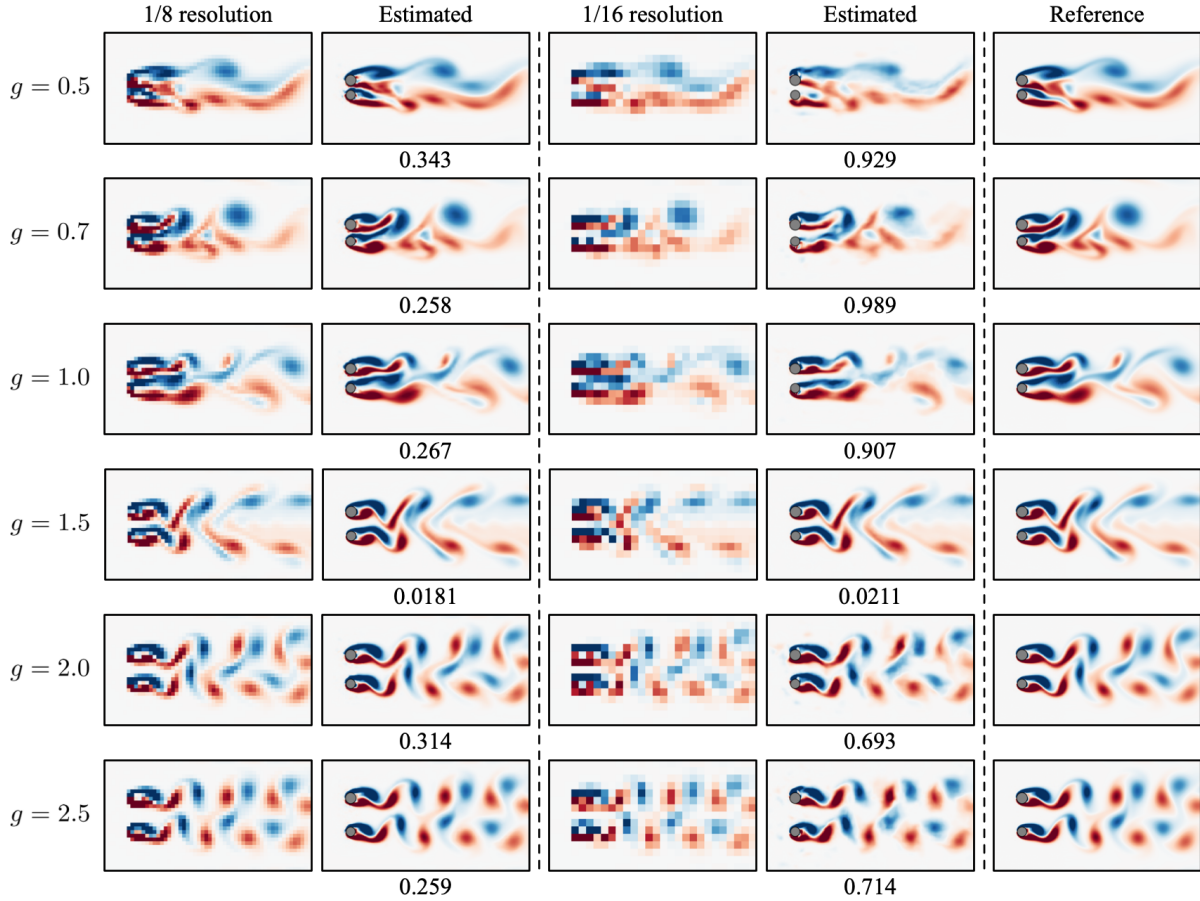 1/8 resolution Estimated 1/16 resolution Estimated Reference
g = 0.5
0.343 0.929
g = 0.7
0.258 0.989
g = 1.0
0.267 0.907
g = 1.5
0.0181 0.0211
g = 2.0
0.314 0.693
g = 2.5
0.259 0.714